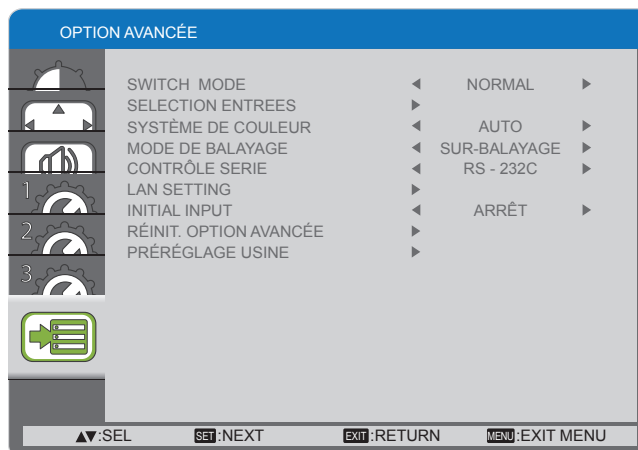 OPTION AVANCÉE
SWITCH MODE ◀ NORMAL ▶
SELECTION ENTREES ▶
SYSTÈME DE COULEUR ◀ AUTO ▶
MODE DE BALAYAGE ◀ SUR-BALAYAGE ▶
CONTRÔLE SERIE ◀ RS - 232C ▶
1 LAN SETTING ▶
INITIAL INPUT ◀ ARRÊT ▶
2 RÉINIT. OPTION AVANCÉE ▶
PRÉRÉGLAGE USINE ▶
3
▲▼:SEL SET:NEXT EXIT:RETURN MENU:EXIT MENU